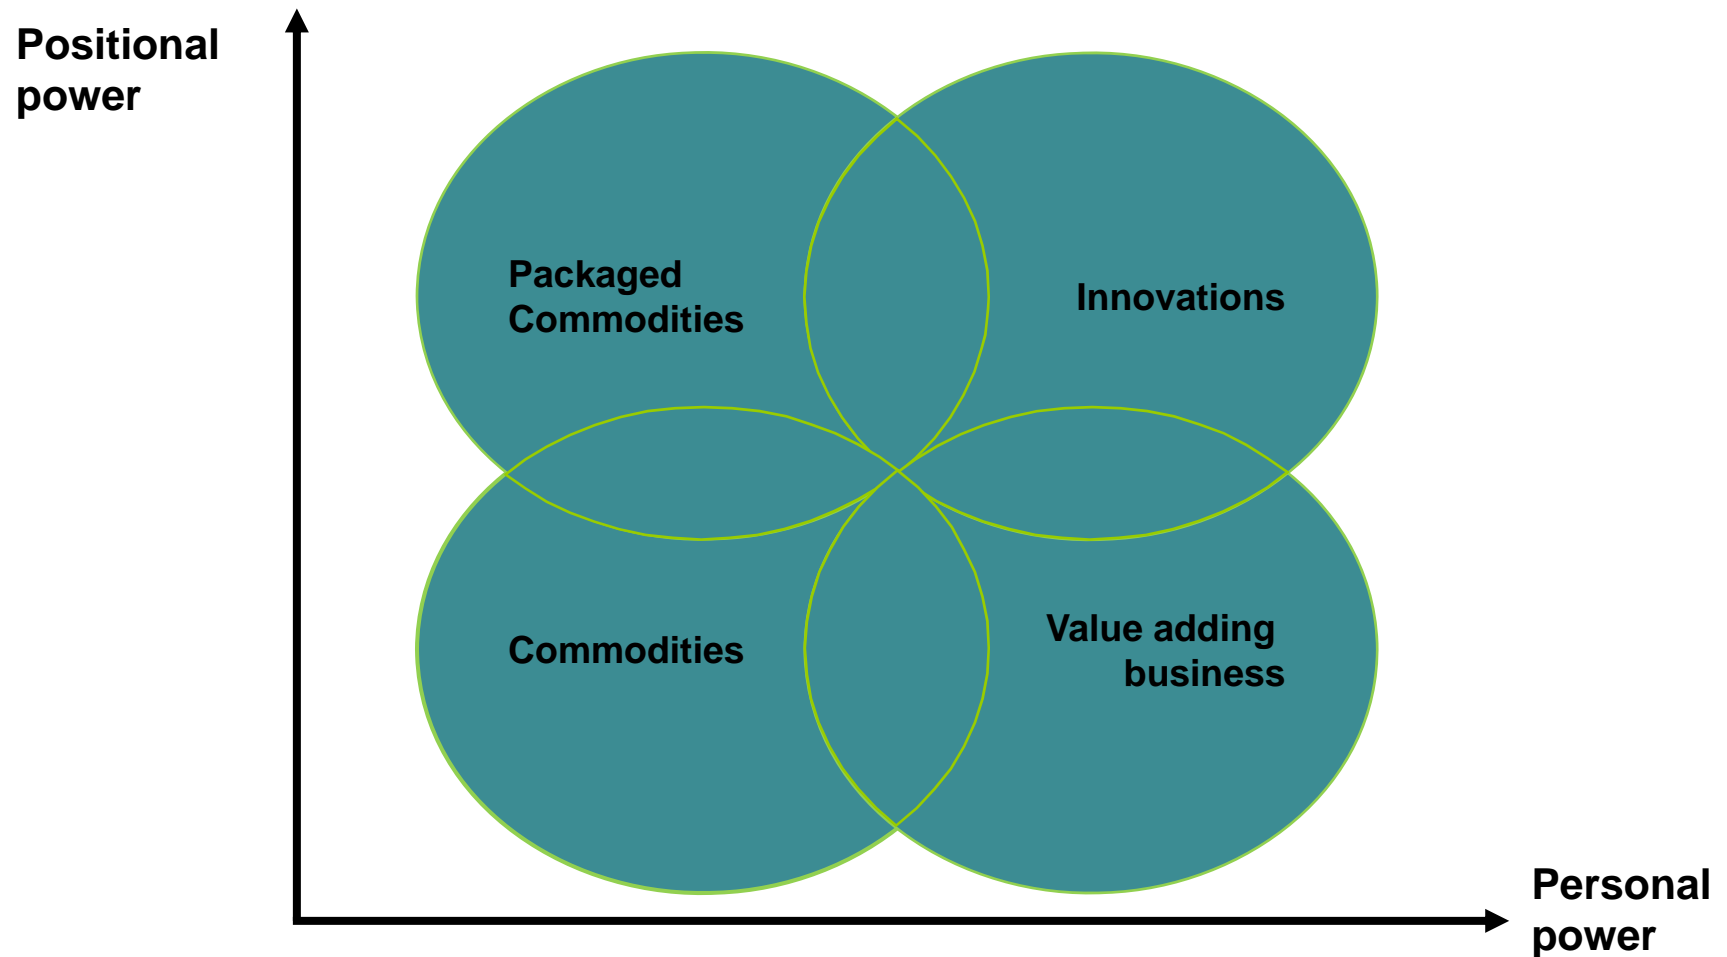 Positional
power
Packaged
Commodities
Innovations
Commodities
Value adding
business
Personal
power